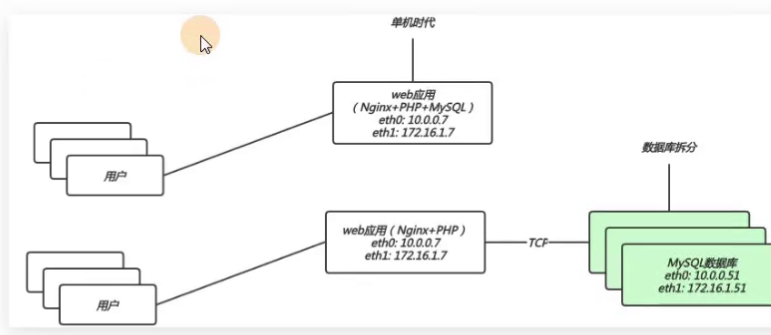 单机时代
web应用
（Nginx+PHP+MySQL）
eth0: 10.0.0.7
eth1: 172.16.1.7
用户
数据库拆分
web应用（Nginx+PHP）
eth0: 10.0.0.7
eth1: 172.16.1.7
TCP
MySQL数据库
eth0: 10.0.0.51
eth1: 172.16.1.51
用户